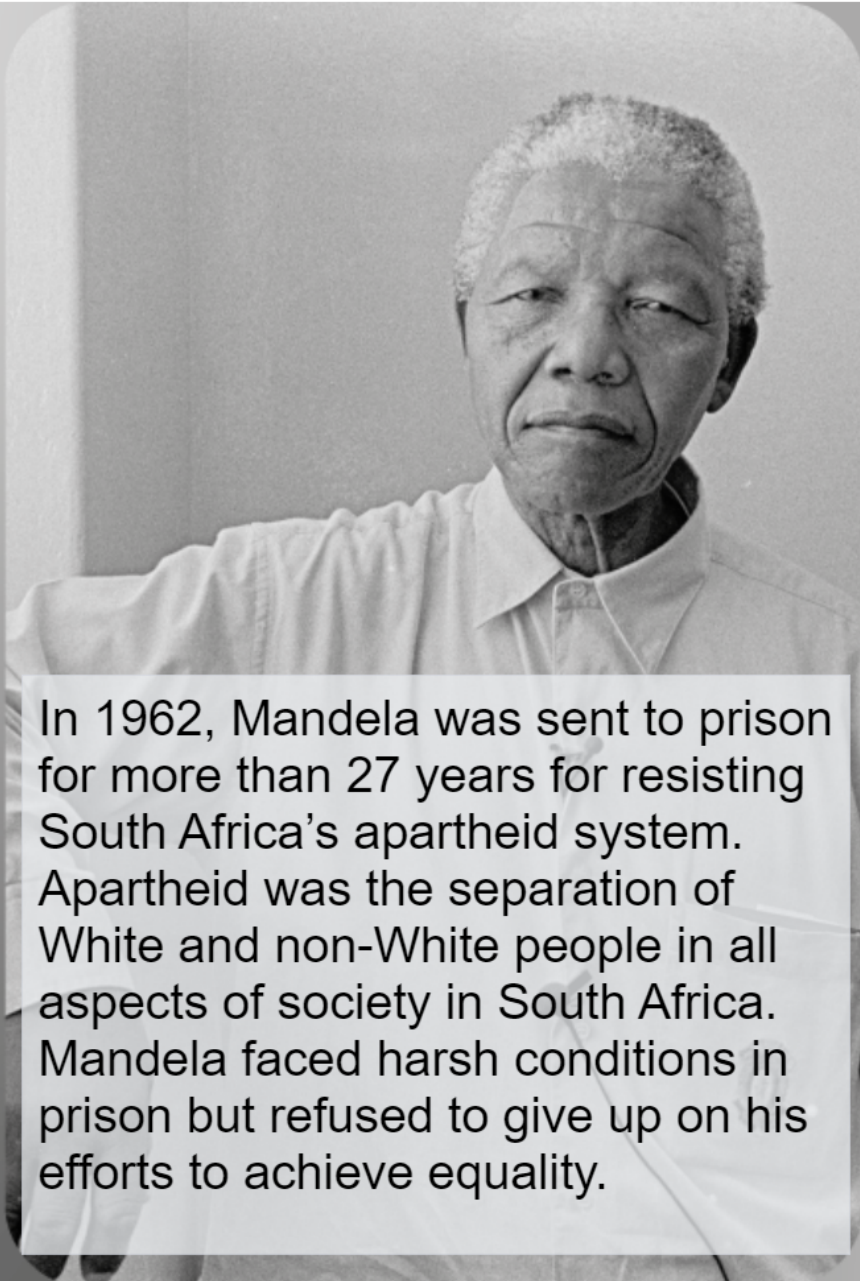 In 1962, Mandela was sent to prison
for more than 27 years for resisting
South Africa’s apartheid system.
Apartheid was the separation of
White and non-White people in all
aspects of society in South Africa.
Mandela faced harsh conditions in
prison but refused to give up on his
efforts to achieve equality.